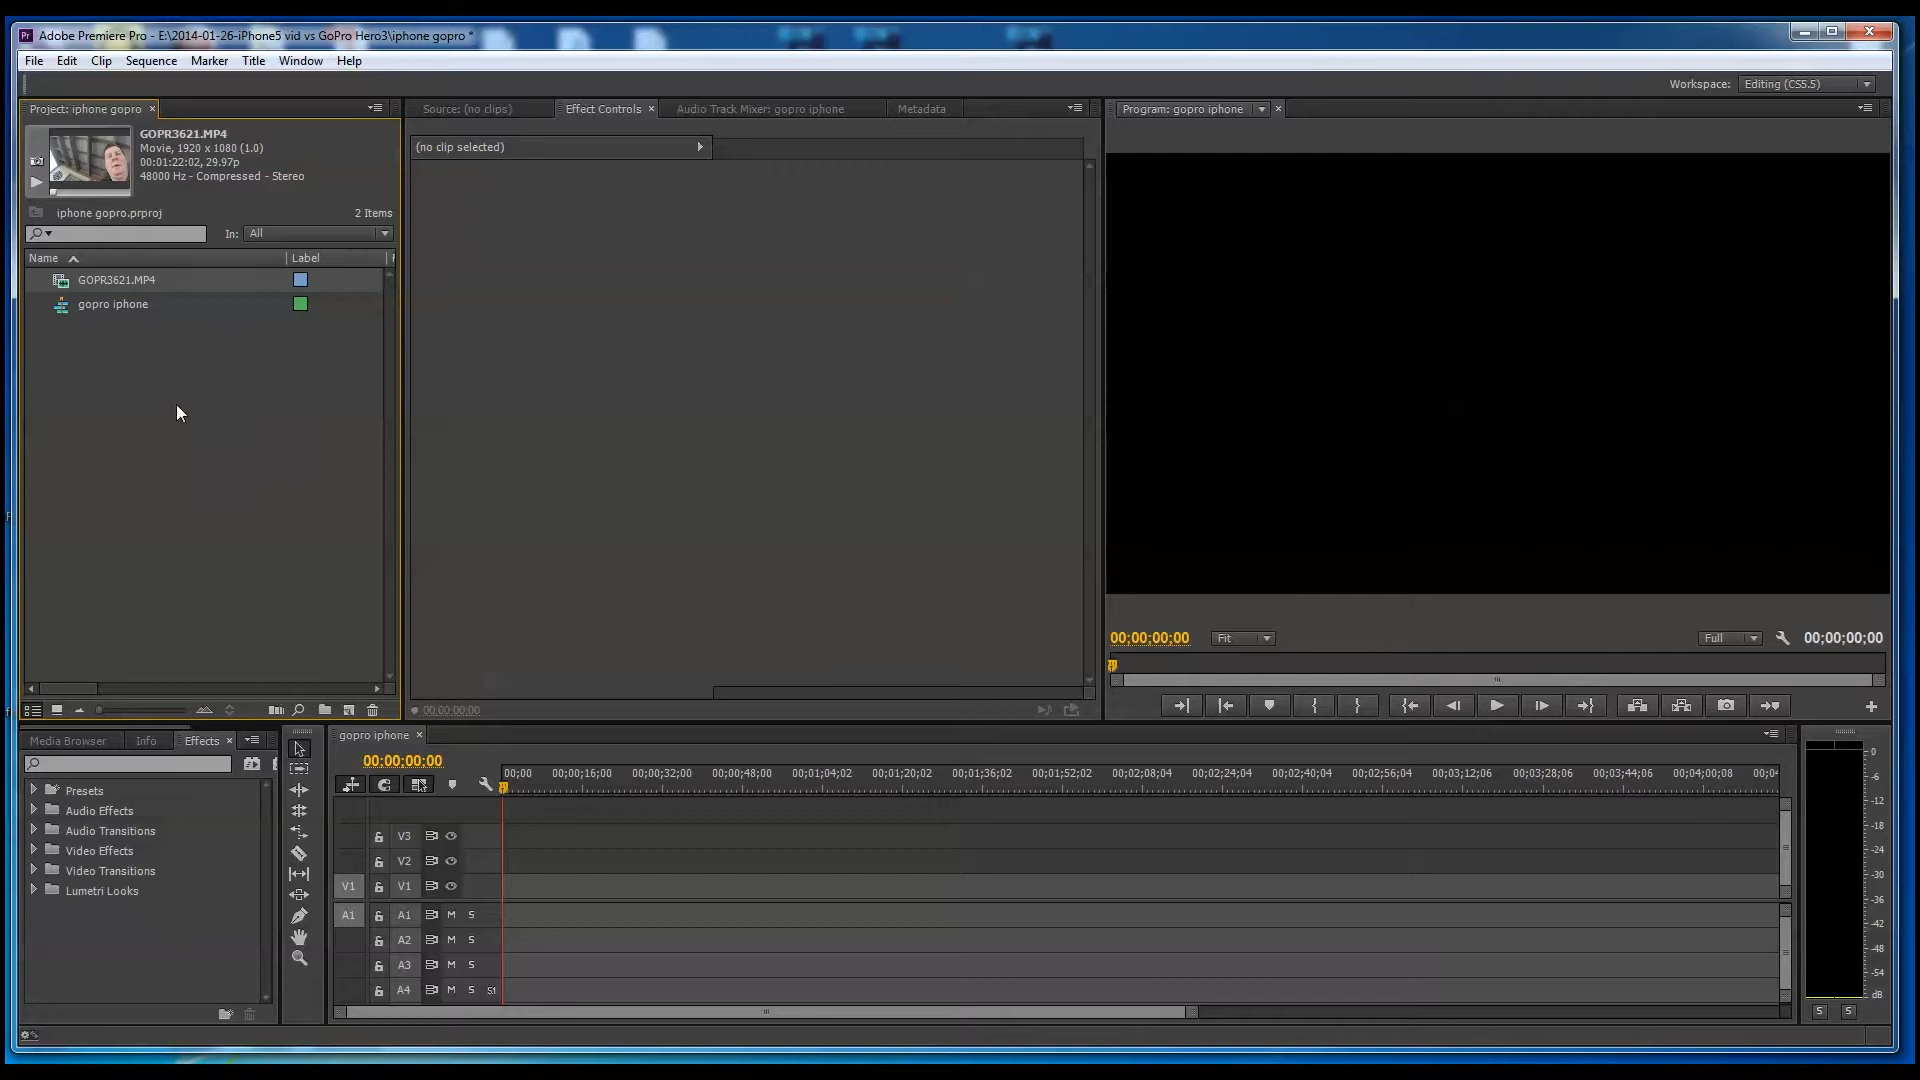 Adobe Premiere Pro - E:\2014-01-26-iPhone5 vid vs GoPro Hero3\iphone gopro *
File Edit Clip Sequence Marker Title Window Help
Workspace: Editing (CS5.5)
Project: iphone gopro ×
Source: (no clips) Effect Controls × Audio Track Mixer: gopro iphone Metadata
Program: gopro iphone ×
GOPR3621.MP4
Movie, 1920 x 1080 (1.0)
00:01:22:02, 29.97p
48000 Hz - Compressed - Stereo
(no clip selected)
iphone gopro.prproj 2 Items
In: All
Name Label
GOPR3621.MP4
gopro iphone
00;00;00;00 Fit Full 00;00;00;00
00:00:00:00
Media Browser Info Effects ×
gopro iphone ×
00:00:00:00
;00;00 00;00;16;00 00;00;32;00 00;00;48;00 00;01;04;02 00;01;20;02 00;01;36;02 00;01;52;02 00;02;08;04 00;02;24;04 00;02;40;04 00;02;56;04 00;03;12;06 00;03;28;06 00;03;44;06 00;04;00;08 00;04
Presets
Audio Effects
Audio Transitions
Video Effects
Video Transitions
Lumetri Looks
V3
V2
V1 V1
A1 A1 M S
A2 M S
A3 M S
A4 M S S1
0
-6
-12
-18
-24
-30
-36
-42
-48
-54
dB
S S